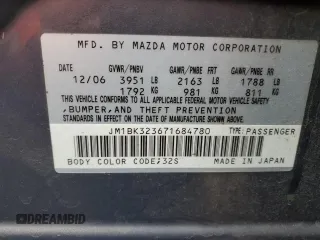 MFD. BY MAZDA MOTOR CORPORATION
GVWR/PNBV GAWR/PNBE FRT GAWR/PNBE RR
12/06 3951 LB 2163 LB 1788 LB
1792 KG 981 KG 811 KG
THIS VEHICLE CONFORMS TO ALL APPLICABLE FEDERAL MOTOR VEHICLE SAFETY
, BUMPER, AND THEFT PREVENTION
STANDARDS IN EFFECT ON THE DATE OF MANUFACTURE SHOWN ABOVE.
JM1BK323671684780 TYPE:PASSENGER
BODY COLOR CODE:32S MADE IN JAPAN
DREAMBID